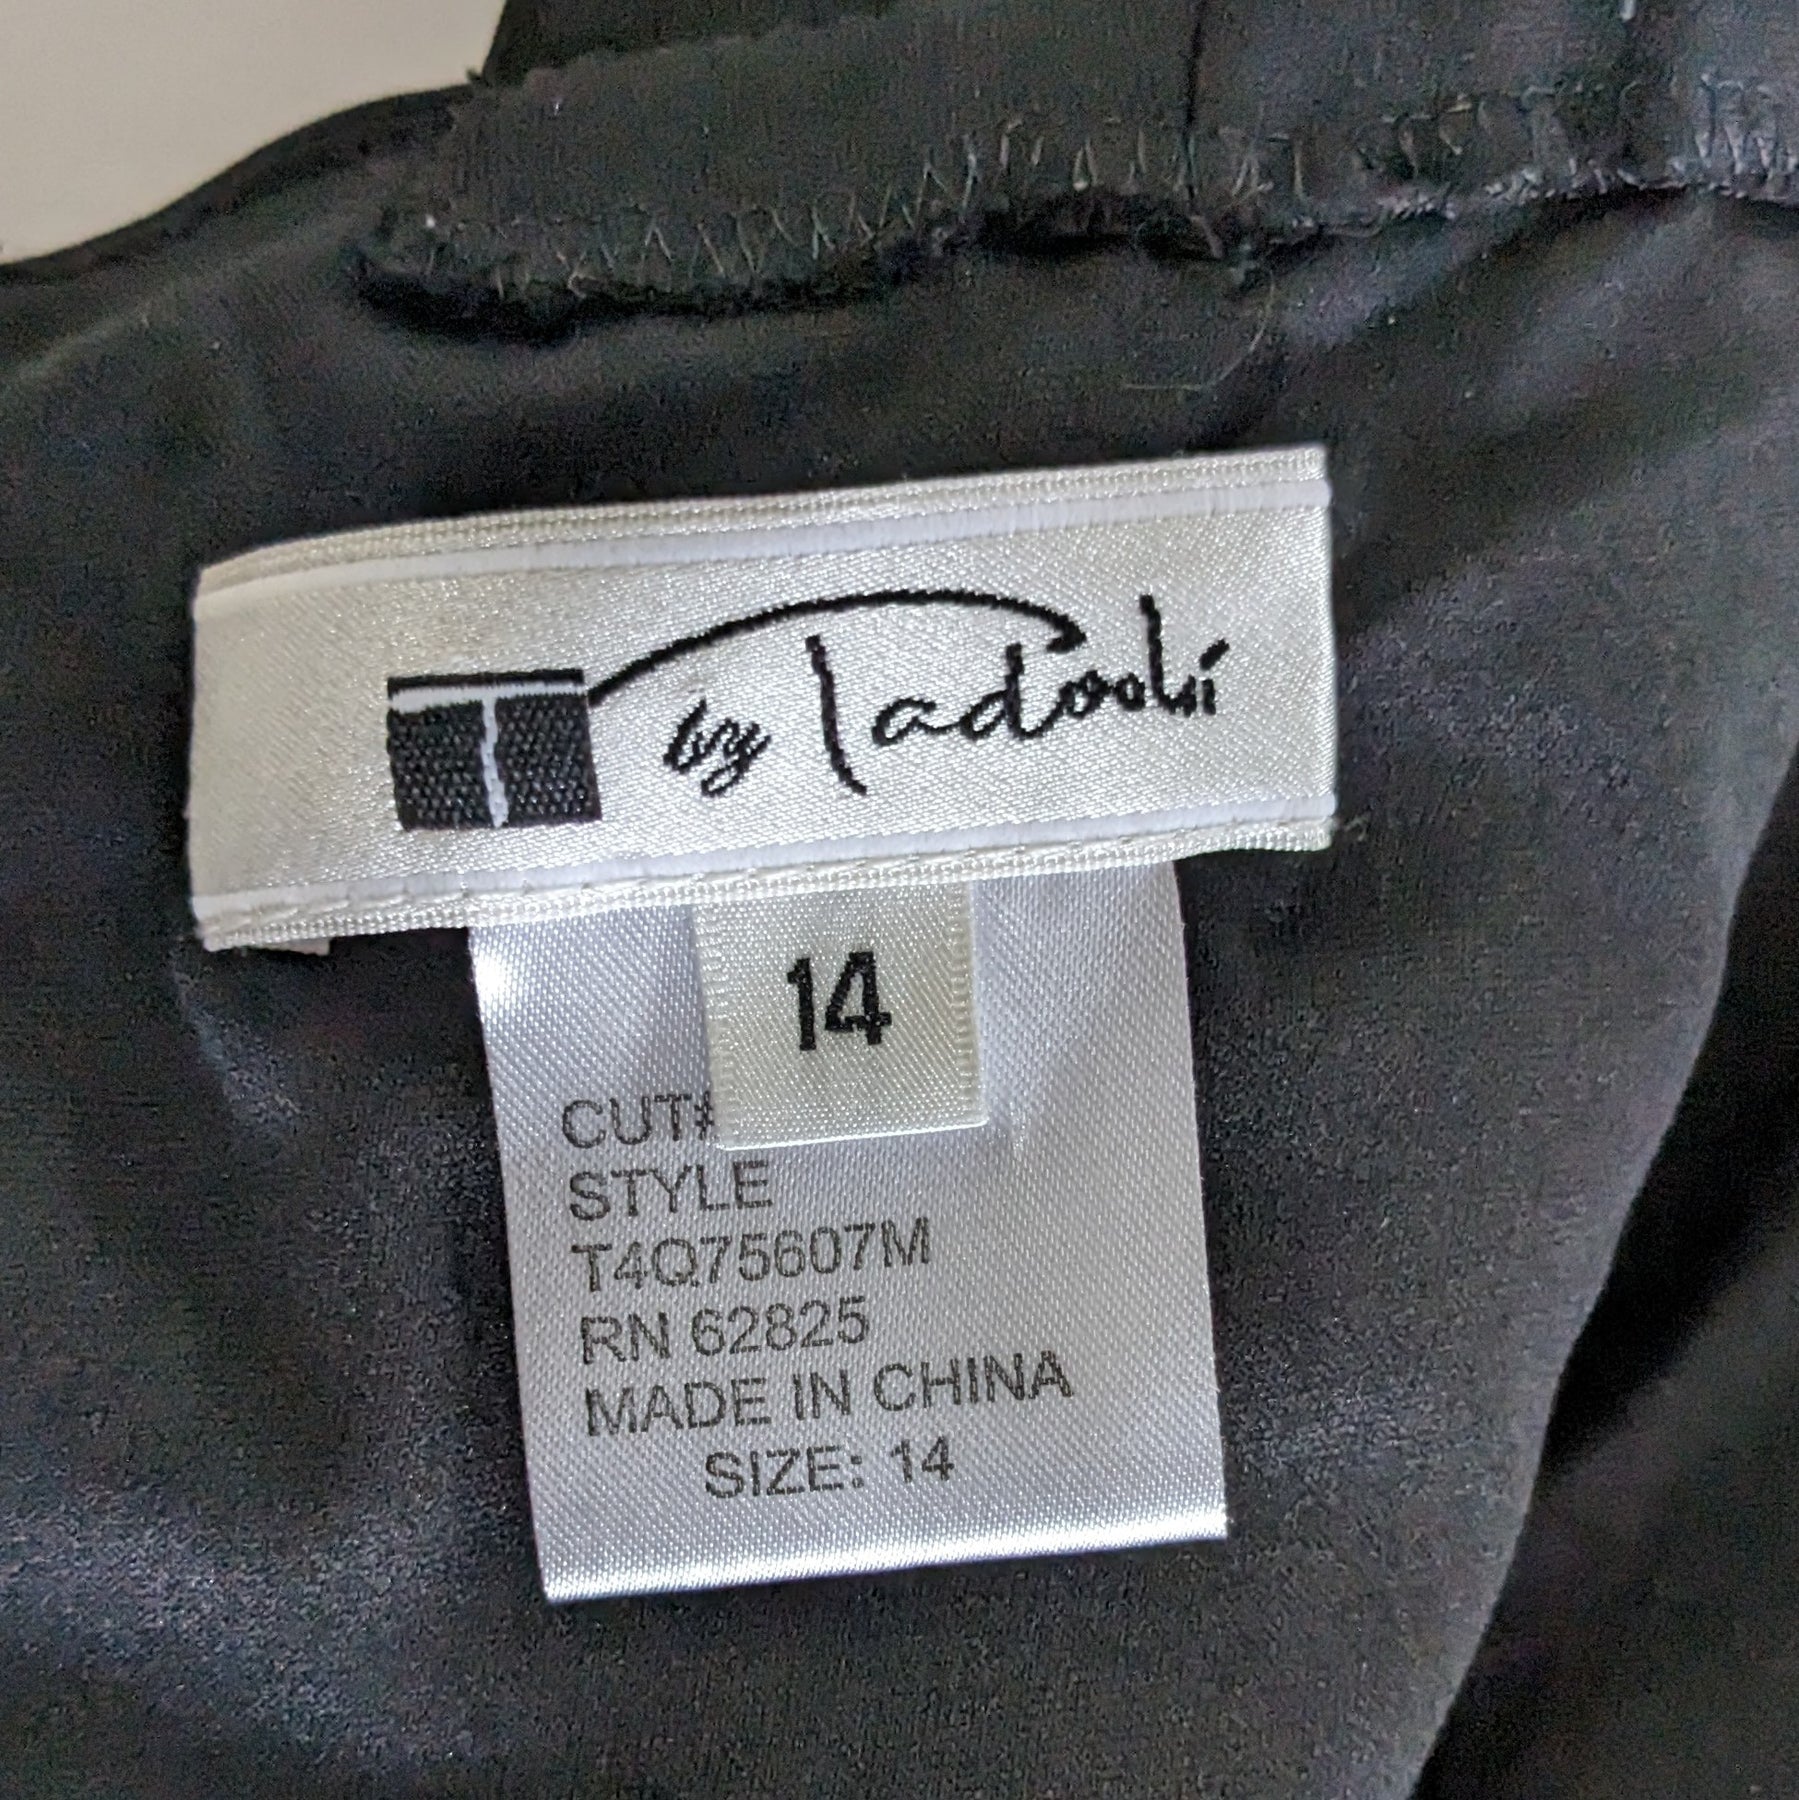 T by Tadashi
14
CUT#
STYLE
T4Q75607M
RN 62825
MADE IN CHINA
SIZE: 14